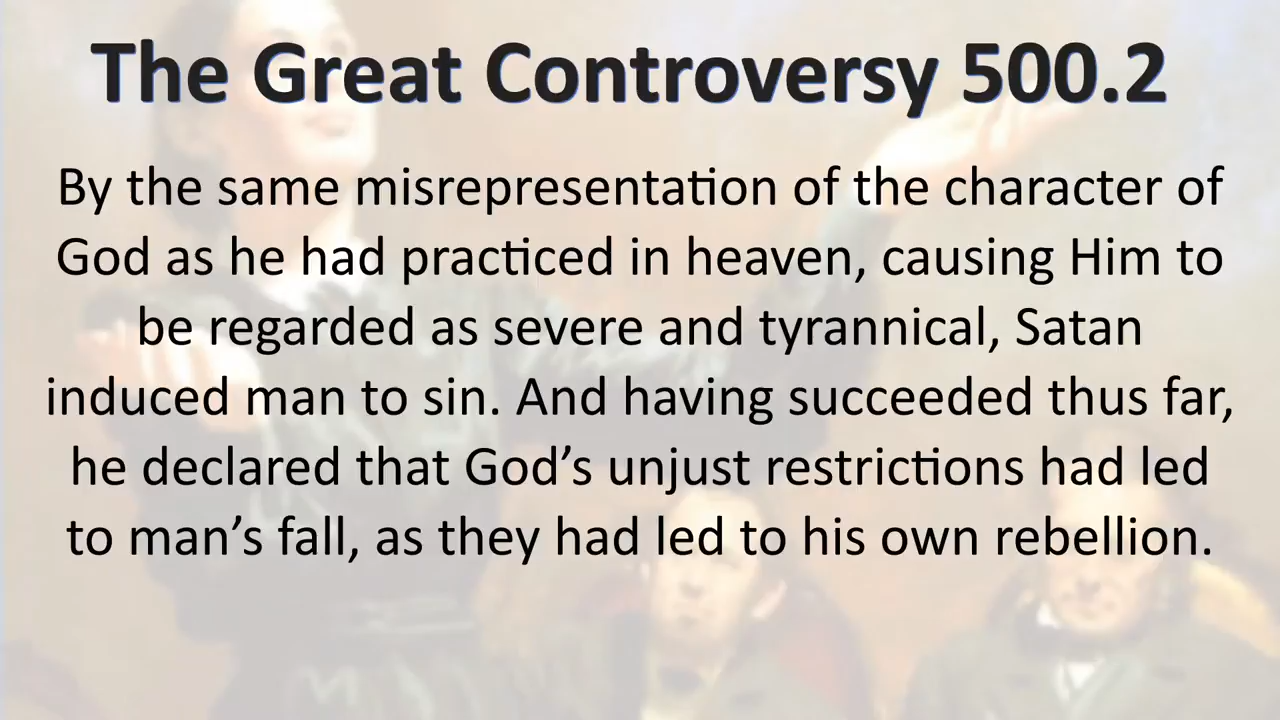 The Great Controversy 500.2
By the same misrepresentation of the character of
God as he had practiced in heaven, causing Him to
be regarded as severe and tyrannical, Satan
induced man to sin. And having succeeded thus far,
he declared that God’s unjust restrictions had led
to man’s fall, as they had led to his own rebellion.